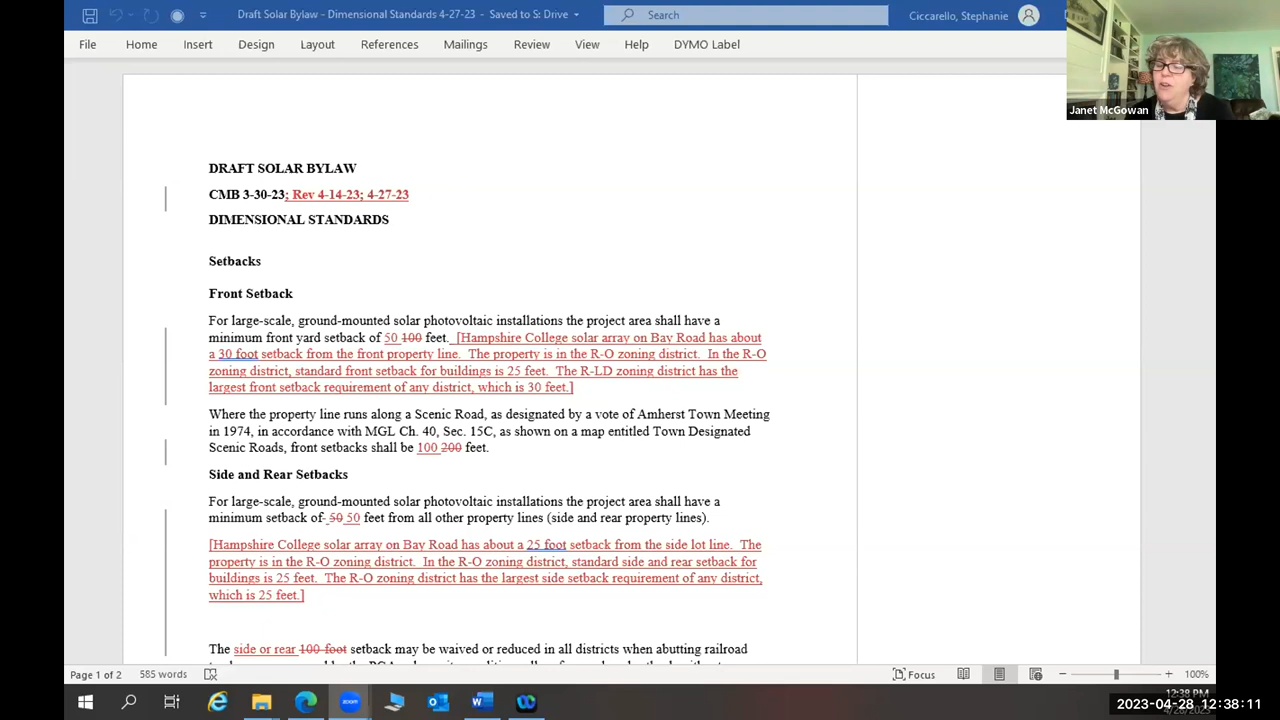 Draft Solar Bylaw - Dimensional Standards 4-27-23 - Saved to S: Drive
Search
Ciccarello, Stephanie
File Home Insert Design Layout References Mailings Review View Help DYMO Label
Janet McGowan
DRAFT SOLAR BYLAW
CMB 3-30-23; Rev 4-14-23; 4-27-23
DIMENSIONAL STANDARDS
Setbacks
Front Setback
For large-scale, ground-mounted solar photovoltaic installations the project area shall have a
minimum front yard setback of 50 100 feet. [Hampshire College solar array on Bay Road has about
a 30 foot setback from the front property line. The property is in the R-O zoning district. In the R-O
zoning district, standard front setback for buildings is 25 feet. The R-LD zoning district has the
largest front setback requirement of any district, which is 30 feet.]
Where the property line runs along a Scenic Road, as designated by a vote of Amherst Town Meeting
in 1974, in accordance with MGL Ch. 40, Sec. 15C, as shown on a map entitled Town Designated
Scenic Roads, front setbacks shall be 100 200 feet.
Side and Rear Setbacks
For large-scale, ground-mounted solar photovoltaic installations the project area shall have a
minimum setback of 50 50 feet from all other property lines (side and rear property lines).
[Hampshire College solar array on Bay Road has about a 25 foot setback from the side lot line. The
property is in the R-O zoning district. In the R-O zoning district, standard side and rear setback for
buildings is 25 feet. The R-O zoning district has the largest side setback requirement of any district,
which is 25 feet.]
The side or rear 100 foot setback may be waived or reduced in all districts when abutting railroad
Page 1 of 2 585 words Focus 100%
12:38 PM
2023-04-28 12:38:11